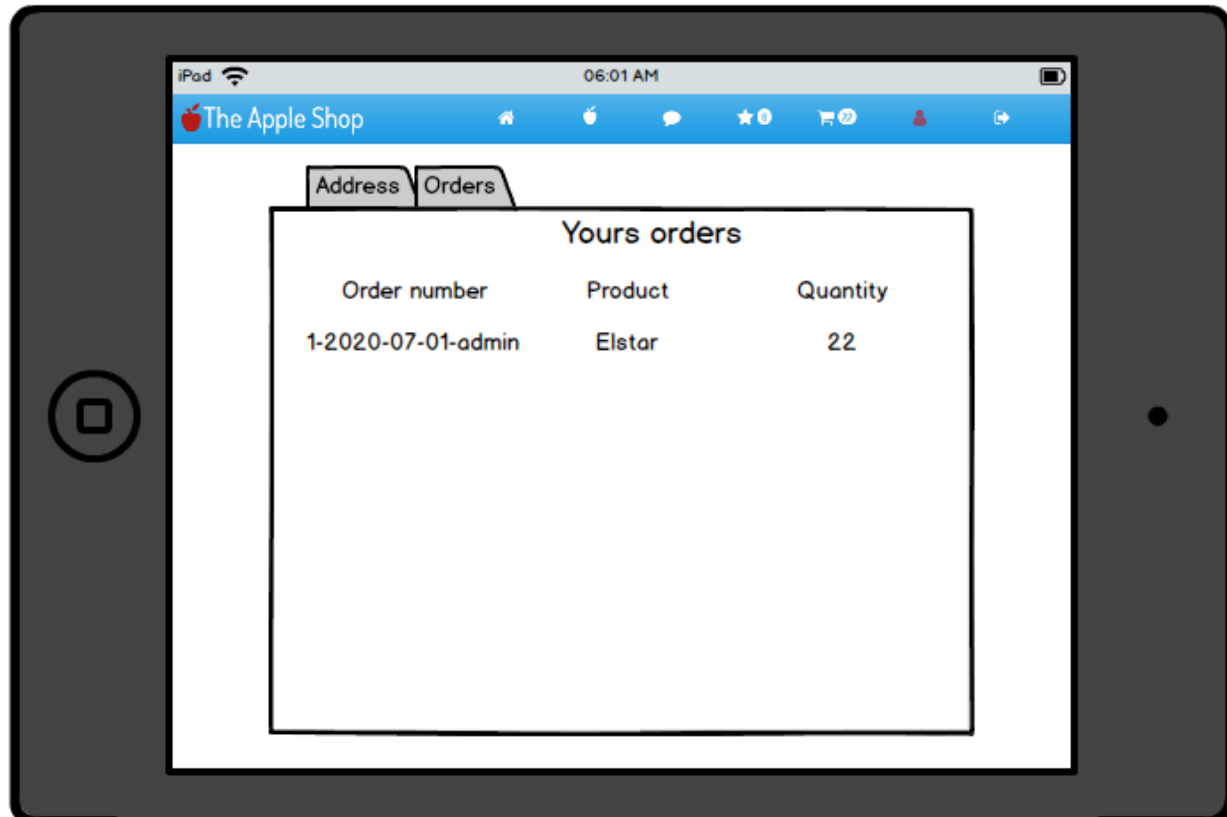 iPad 06:01 AM
The Apple Shop 22
Address Orders
Yours orders
Order number Product Quantity
1-2020-07-01-admin Elstar 22